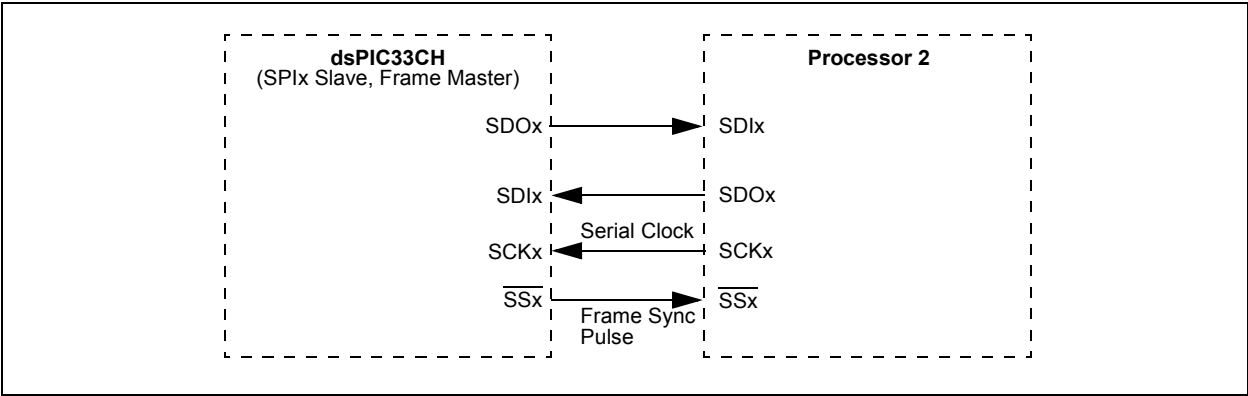 dsPIC33CH
(SPIx Slave, Frame Master)
Processor 2
SDOx
SDIx
SDIx
SDOx
Serial Clock
SCKx
SCKx
SSx
SSx
Frame Sync
Pulse